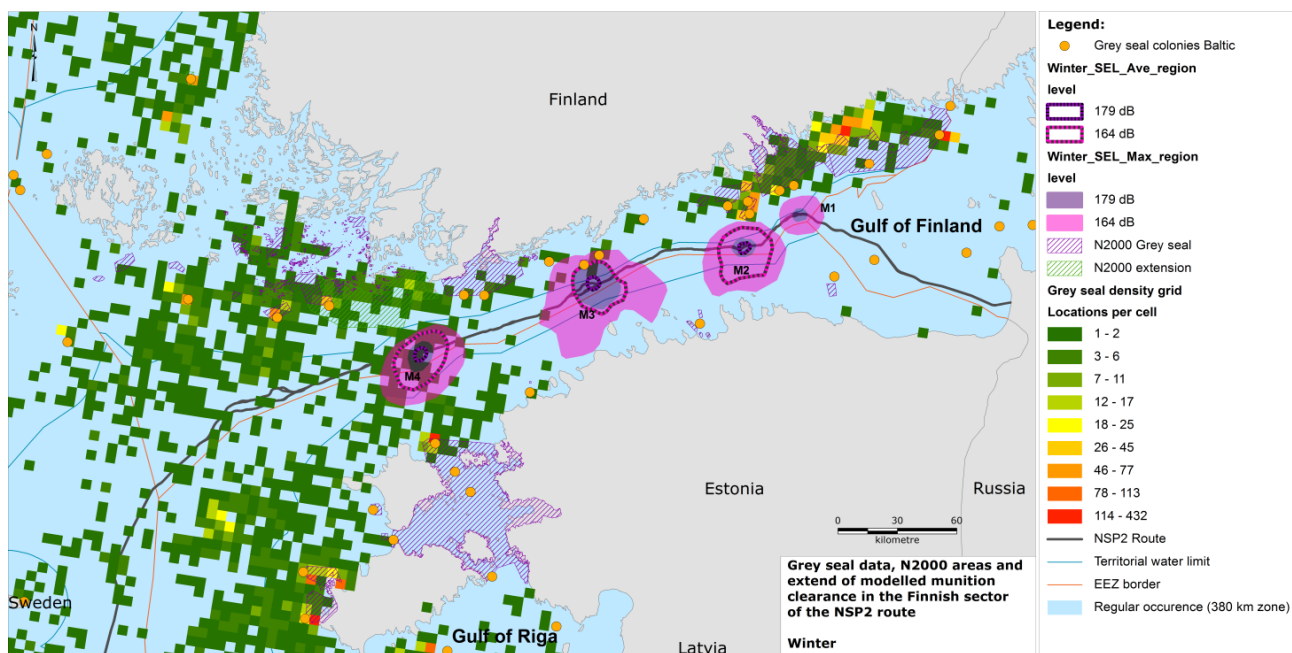 N
Finland
Gulf of Finland
M1
M2
M3
M4
Estonia
Russia
Sweden
Gulf of Riga
Latvia
0 30 60
kilometre
Grey seal data, N2000 areas and
extend of modelled munition
clearance in the Finnish sector
of the NSP2 route
Winter
Legend:
Grey seal colonies Baltic
Winter_SEL_Ave_region
level
179 dB
164 dB
Winter_SEL_Max_region
level
179 dB
164 dB
N2000 Grey seal
N2000 extension
Grey seal density grid
Locations per cell
1 - 2
3 - 6
7 - 11
12 - 17
18 - 25
26 - 45
46 - 77
78 - 113
114 - 432
NSP2 Route
Territorial water limit
EEZ border
Regular occurence (380 km zone)